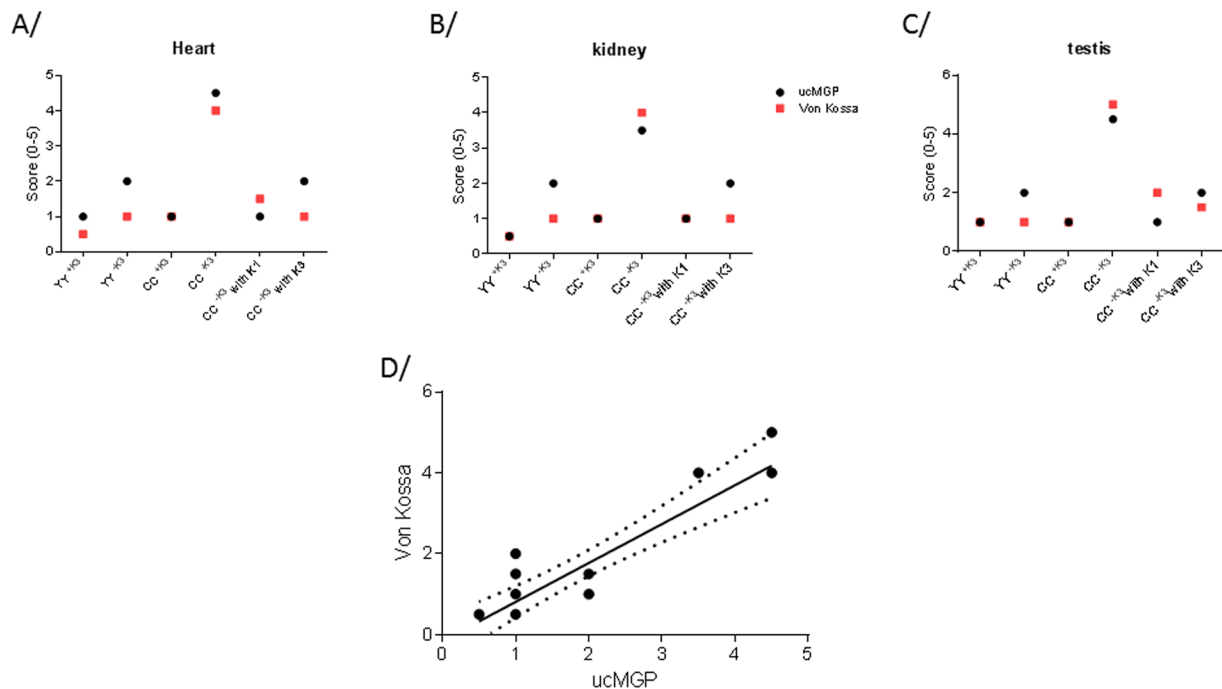 A/
Heart
Score (0-5)
5
4
3
2
1
0
YY +K3
YY -K3
CC +K3
CC -K3
CC -K3 with K1
CC -K3 with K3
B/
kidney
Score (0-5)
5
4
3
2
1
0
YY +K3
YY -K3
CC +K3
CC -K3
CC -K3 with K1
CC -K3 with K3
ucMGP
Von Kossa
C/
testis
Score (0-5)
6
4
2
0
YY +K3
YY -K3
CC +K3
CC -K3
CC -K3 with K1
CC -K3 with K3
D/
Von Kossa
6
4
2
0
0 1 2 3 4 5
ucMGP